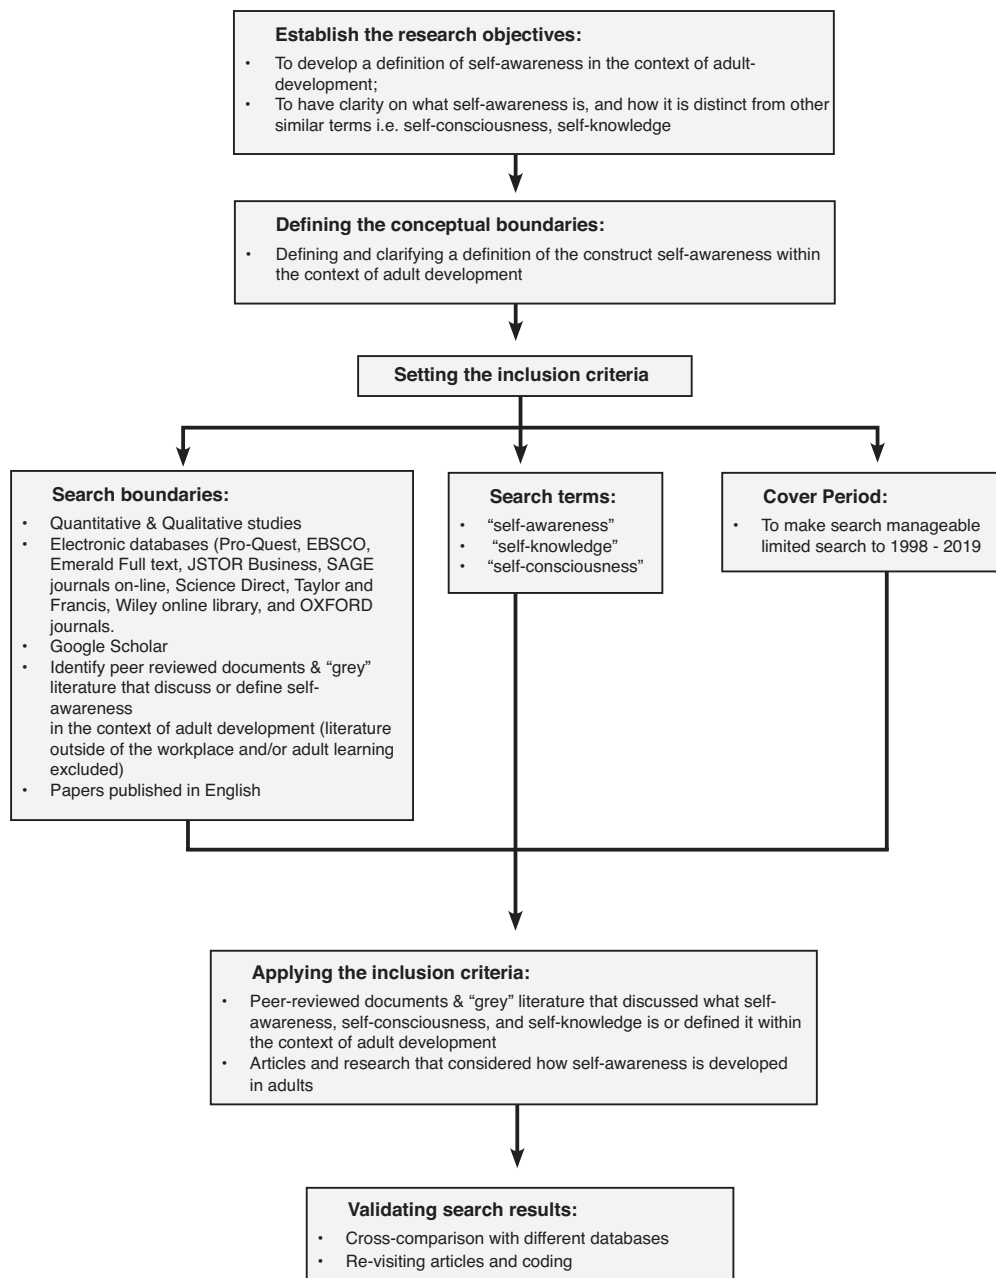 Establish the research objectives:
• To develop a definition of self-awareness in the context of adult-
development;
• To have clarity on what self-awareness is, and how it is distinct from other
similar terms i.e. self-consciousness, self-knowledge
Defining the conceptual boundaries:
• Defining and clarifying a definition of the construct self-awareness within
the context of adult development
Setting the inclusion criteria
Search boundaries:
• Quantitative & Qualitative studies
• Electronic databases (Pro-Quest, EBSCO,
Emerald Full text, JSTOR Business, SAGE
journals on-line, Science Direct, Taylor and
Francis, Wiley online library, and OXFORD
journals.
• Google Scholar
• Identify peer reviewed documents & “grey”
literature that discuss or define self-
awareness
in the context of adult development (literature
outside of the workplace and/or adult learning
excluded)
• Papers published in English
Search terms:
• “self-awareness”
• “self-knowledge”
• “self-consciousness”
Cover Period:
• To make search manageable
limited search to 1998 - 2019
Applying the inclusion criteria:
• Peer-reviewed documents & “grey” literature that discussed what self-
awareness, self-consciousness, and self-knowledge is or defined it within
the context of adult development
• Articles and research that considered how self-awareness is developed
in adults
Validating search results:
• Cross-comparison with different databases
• Re-visiting articles and coding